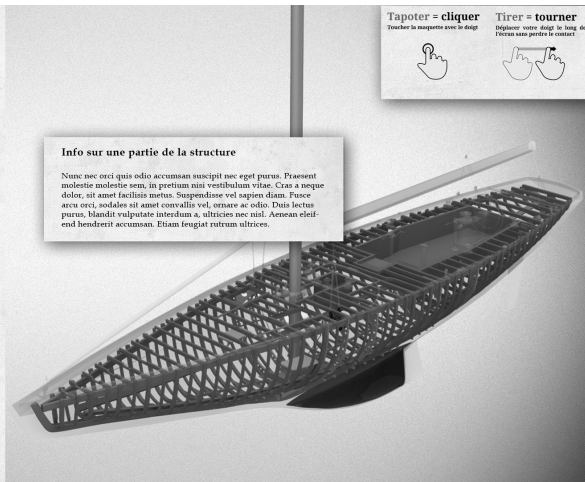 Tapoter = cliquer
Toucher la maquette avec le doigt
Tirer = tourner
Déplacer votre doigt le long de
l'écran sans perdre le contact
Info sur une partie de la structure
Nunc nec orci quis odio accumsan suscipit nec eget purus. Praesent
molestie molestie sem, in pretium nisi vestibulum vitae. Cras a neque
dolor, sit amet facilisis metus. Suspendisse vel sapien diam. Fusce
arcu orci, sodales sit amet convallis vel, ornare ac odio. Duis lectus
purus, blandit vulputate interdum a, ultricies nec nisl. Aenean eleif-
end hendrerit accumsan. Etiam feugiat rutrum ultrices.